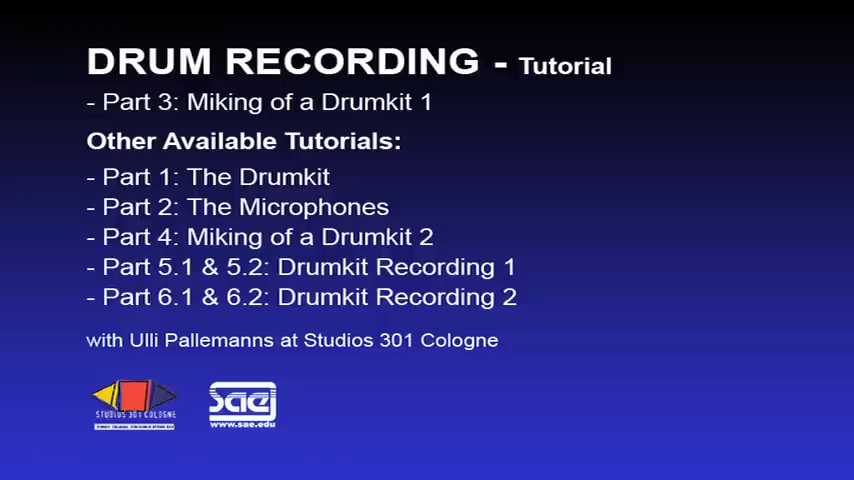 DRUM RECORDING - Tutorial
- Part 3: Miking of a Drumkit 1
Other Available Tutorials:
- Part 1: The Drumkit
- Part 2: The Microphones
- Part 4: Miking of a Drumkit 2
- Part 5.1 & 5.2: Drumkit Recording 1
- Part 6.1 & 6.2: Drumkit Recording 2
with Ulli Pallemanns at Studios 301 Cologne
STUDIOS 301 COLOGNE
sae
www.sae.edu